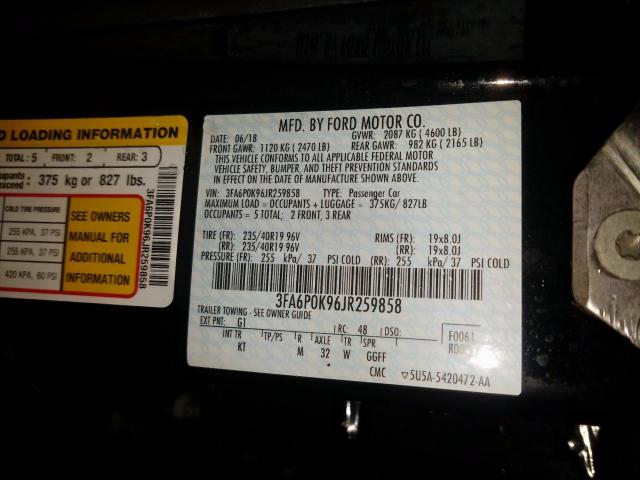 D LOADING INFORMATION
TOTAL : 5 FRONT: 2 REAR: 3
upants
exceed : 375 kg or 827 lbs.
COLD TIRE PRESSURE
255 KPA, 37 PSI
255 KPA, 37 PSI
420 KPA, 60 PSI
SEE OWNERS
MANUAL FOR
ADDITIONAL
INFORMATION
3FA6P0K96JR259858
MFD. BY FORD MOTOR CO.
DATE: 06/18 GVWR: 2087 KG ( 4600 LB)
FRONT GAWR: 1120 KG ( 2470 LB) REAR GAWR: 982 KG ( 2165 LB)
THIS VEHICLE CONFORMS TO ALL APPLICABLE FEDERAL MOTOR
VEHICLE SAFETY, BUMPER, AND THEFT PREVENTION STANDARDS
IN EFFECT ON THE DATE OF MANUFACTURE SHOWN ABOVE.
VIN: 3FA6P0K96JR259858 TYPE: Passenger Car
MAXIMUM LOAD = OCCUPANTS + LUGGAGE = 375KG/ 827LB
OCCUPANTS = 5 TOTAL: 2 FRONT, 3 REAR
TIRE (FR): 235/40R19 96V RIMS (FR): 19x8.0J
(RR): 235/40R19 96V (RR): 19x8.0J
PRESSURE (FR): 255 kPa/ 37 PSI COLD (RR): 255 kPa/ 37 PSI COLD
3FA6P0K96JR259858
TRAILER TOWING - SEE OWNER GUIDE
EXT PNT: G1 RC: 48 DSO: F0061
INT TR TP/PS R AXLE TR SPR
KT M 32 W GGFF
CMC ▽5U5A-5420472-AA